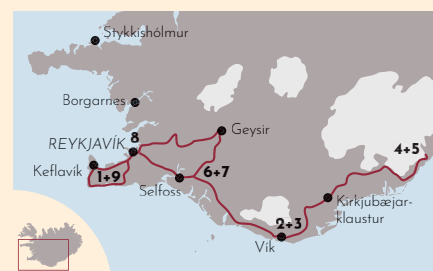 Stykkishólmur
Borgarnes
REYKJAVÍK
8
Geysir
Keflavík
1+9
Selfoss
6+7
4+5
2+3
Kirkjubæjar-
klaustur
Vík